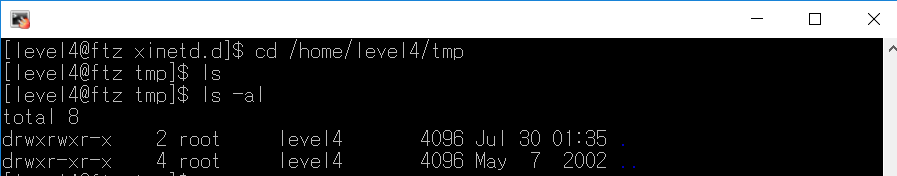 [level4@ftz xinetd.d]$ cd /home/level4/tmp
[level4@ftz tmp]$ ls
[level4@ftz tmp]$ ls -al
total 8
drwxrwxr-x    2 root     level4       4096 Jul 30 01:35 .
drwxr-xr-x    4 root     level4       4096 May  7  2002 ..